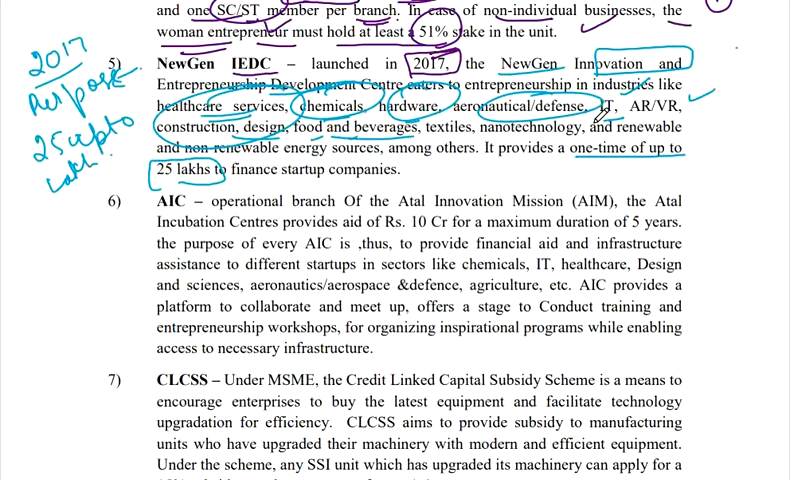 and one SC/ST member per branch. In case of non-individual businesses, the
woman entrepreneur must hold at least a 51% stake in the unit.
2017
5) NewGen IEDC – launched in 2017, the NewGen Innovation and
Purpose
Entrepreneurship Development Centre caters to entrepreneurship in industries like
healthcare services, chemicals, hardware, aeronautical/defense, IT, AR/VR,
25 upto
lakh.
construction, design, food and beverages, textiles, nanotechnology, and renewable
and non renewable energy sources, among others. It provides a one-time of up to
25 lakhs to finance startup companies.
6) AIC – operational branch Of the Atal Innovation Mission (AIM), the Atal
Incubation Centres provides aid of Rs. 10 Cr for a maximum duration of 5 years.
the purpose of every AIC is ,thus, to provide financial aid and infrastructure
assistance to different startups in sectors like chemicals, IT, healthcare, Design
and sciences, aeronautics/aerospace &defence, agriculture, etc. AIC provides a
platform to collaborate and meet up, offers a stage to Conduct training and
entrepreneurship workshops, for organizing inspirational programs while enabling
access to necessary infrastructure.
7) CLCSS – Under MSME, the Credit Linked Capital Subsidy Scheme is a means to
encourage enterprises to buy the latest equipment and facilitate technology
upgradation for efficiency. CLCSS aims to provide subsidy to manufacturing
units who have upgraded their machinery with modern and efficient equipment.
Under the scheme, any SSI unit which has upgraded its machinery can apply for a